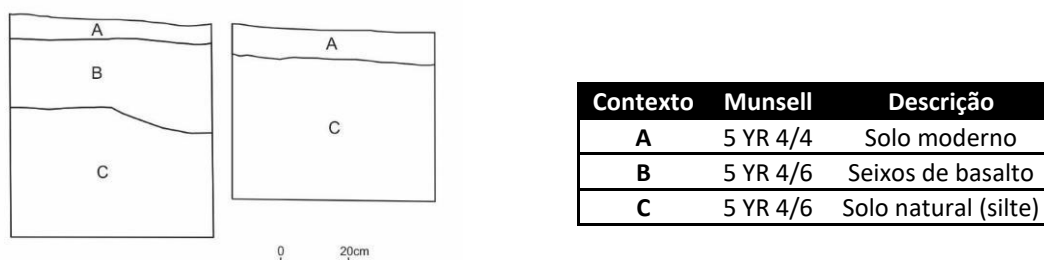 A
B
C
A
C
0 20cm
Contexto Munsell Descrição
A 5 YR 4/4 Solo moderno
B 5 YR 4/6 Seixos de basalto
C 5 YR 4/6 Solo natural (silte)